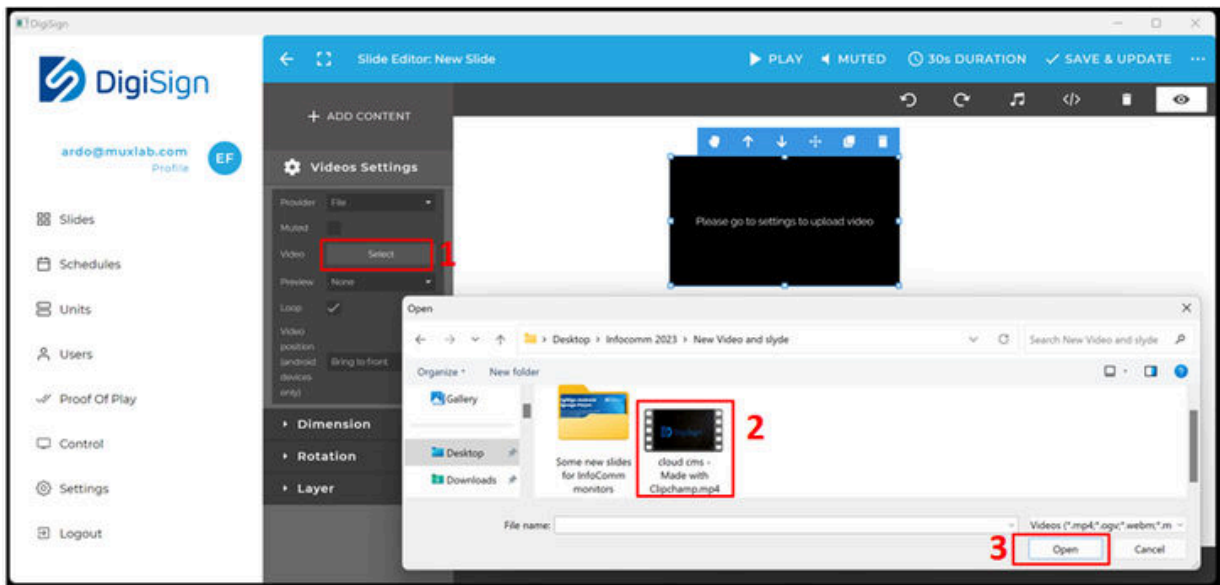 DigiSign
DigiSign
ardo@muxlab.com
Profile
EF
Slides
Schedules
Units
Users
Proof Of Play
Control
Settings
Logout
Slide Editor: New Slide
PLAY
MUTED
30s DURATION
SAVE & UPDATE
+ ADD CONTENT
Videos Settings
Provider File
Muted
Video Select
1
Preview None
Loop
Video
position
(android
devices
only)
Bring to front
Dimension
Rotation
Layer
Please go to settings to upload video
Open
Desktop › Infocomm 2023 › New Video and slyde
Search New Video and slyde
Organize
New folder
Gallery
Desktop
Downloads
Some new slides
for InfoComm
monitors
DigiSign
cloud cms -
Made with
Clipchamp.mp4
2
File name:
Videos (*.mp4;*.ogv;*.webm;*.m
3
Open
Cancel